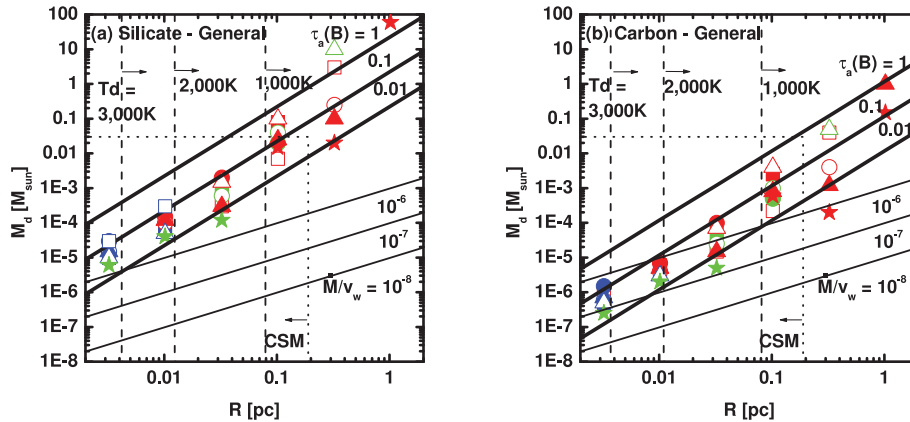 (a) Silicate - General
τa(B) = 1
0.1
0.01
Td =
3,000K
2,000K
1,000K
10-6
10-7
Ṁ/vw = 10-8
CSM
100
10
1
0.1
0.01
1E-3
1E-4
1E-5
1E-6
1E-7
1E-8
Md [Msun]
0.01
0.1
1
R [pc]
(b) Carbon - General
τa(B) = 1
0.1
0.01
Td =
3,000K
2,000K
1,000K
10-6
10-7
Ṁ/vw = 10-8
CSM
100
10
1
0.1
0.01
1E-3
1E-4
1E-5
1E-6
1E-7
1E-8
Md [Msun]
0.01
0.1
1
R [pc]